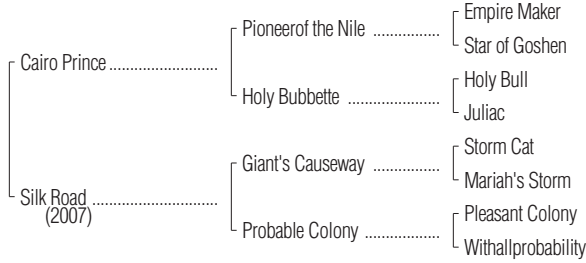 Empire Maker
Pioneerof the Nile ..................
Star of Goshen
Cairo Prince ...........................
Holy Bull
Holy Bubbette .........................
Juliac
Storm Cat
Giant's Causeway ..................
Mariah's Storm
Silk Road ...............................
(2007)
Pleasant Colony
Probable Colony ....................
Withallprobability